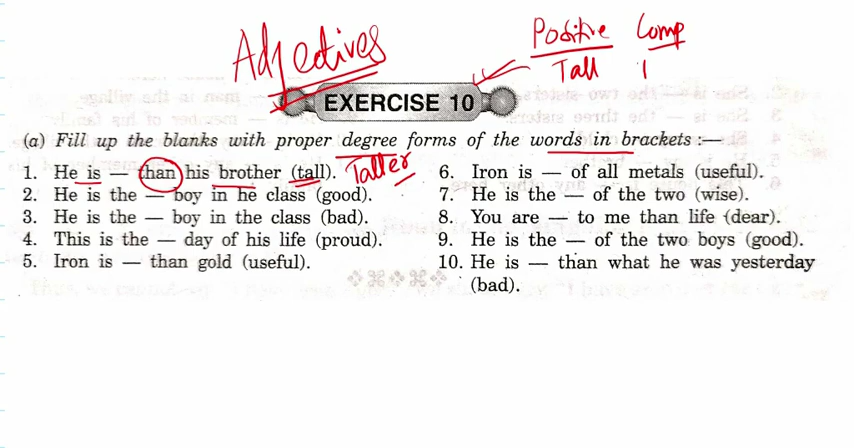 Adjectives
Positive Comp
Tall
EXERCISE 10
(a) Fill up the blanks with proper degree forms of the words in brackets :—
1. He is — than his brother (tall). Taller
2. He is the — boy in he class (good).
3. He is the — boy in the class (bad).
4. This is the — day of his life (proud).
5. Iron is — than gold (useful).
6. Iron is — of all metals (useful).
7. He is the — of the two (wise).
8. You are — to me than life (dear).
9. He is the — of the two boys (good).
10. He is — than what he was yesterday
(bad).